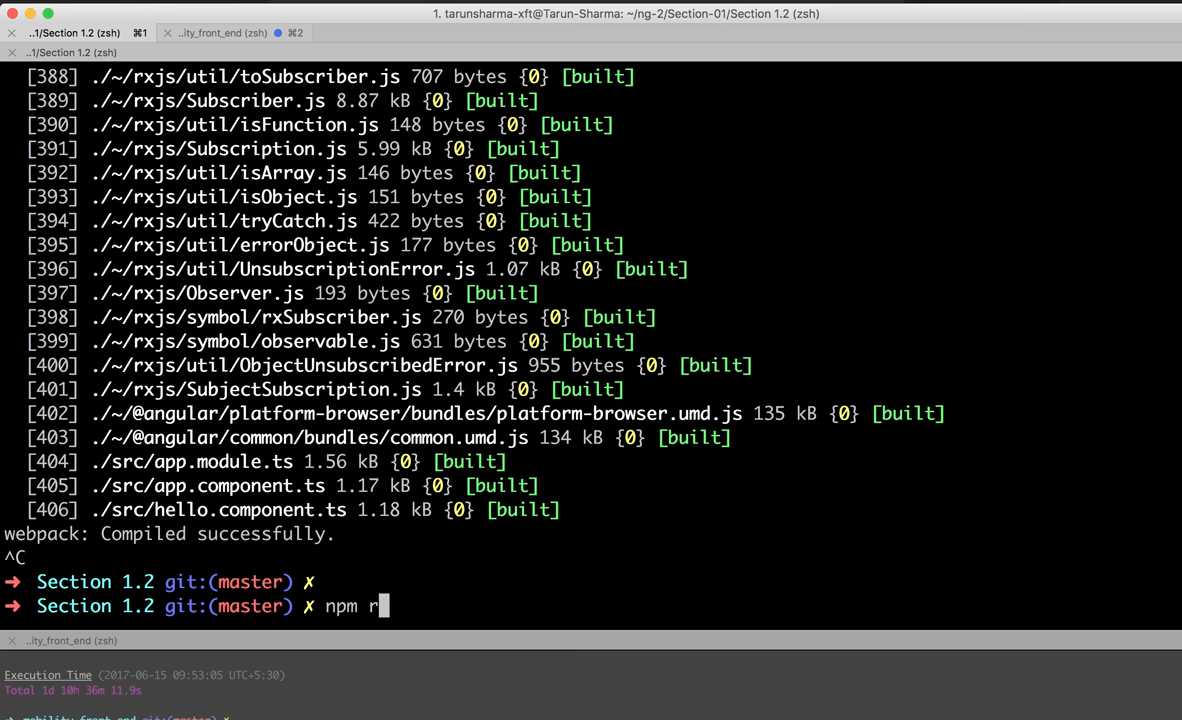 1. tarunsharma-xft@Tarun-Sharma: ~/ng-2/Section-01/Section 1.2 (zsh)
..1/Section 1.2 (zsh) ⌘1 ..ity_front_end (zsh) ⌘2
..1/Section 1.2 (zsh)
[388] ./~/rxjs/util/toSubscriber.js 707 bytes {0} [built]
[389] ./~/rxjs/Subscriber.js 8.87 kB {0} [built]
[390] ./~/rxjs/util/isFunction.js 148 bytes {0} [built]
[391] ./~/rxjs/Subscription.js 5.99 kB {0} [built]
[392] ./~/rxjs/util/isArray.js 146 bytes {0} [built]
[393] ./~/rxjs/util/isObject.js 151 bytes {0} [built]
[394] ./~/rxjs/util/tryCatch.js 422 bytes {0} [built]
[395] ./~/rxjs/util/errorObject.js 177 bytes {0} [built]
[396] ./~/rxjs/util/UnsubscriptionError.js 1.07 kB {0} [built]
[397] ./~/rxjs/Observer.js 193 bytes {0} [built]
[398] ./~/rxjs/symbol/rxSubscriber.js 270 bytes {0} [built]
[399] ./~/rxjs/symbol/observable.js 631 bytes {0} [built]
[400] ./~/rxjs/util/ObjectUnsubscribedError.js 955 bytes {0} [built]
[401] ./~/rxjs/SubjectSubscription.js 1.4 kB {0} [built]
[402] ./~/@angular/platform-browser/bundles/platform-browser.umd.js 135 kB {0} [built]
[403] ./~/@angular/common/bundles/common.umd.js 134 kB {0} [built]
[404] ./src/app.module.ts 1.56 kB {0} [built]
[405] ./src/app.component.ts 1.17 kB {0} [built]
[406] ./src/hello.component.ts 1.18 kB {0} [built]
webpack: Compiled successfully.
^C
➜ Section 1.2 git:(master) ✗
➜ Section 1.2 git:(master) ✗ npm r
..ity_front_end (zsh)
Execution Time (2017-06-15 09:53:05 UTC+5:30)
Total 1d 10h 36m 11.9s
➜ mobility_front_end git:(master) ✗